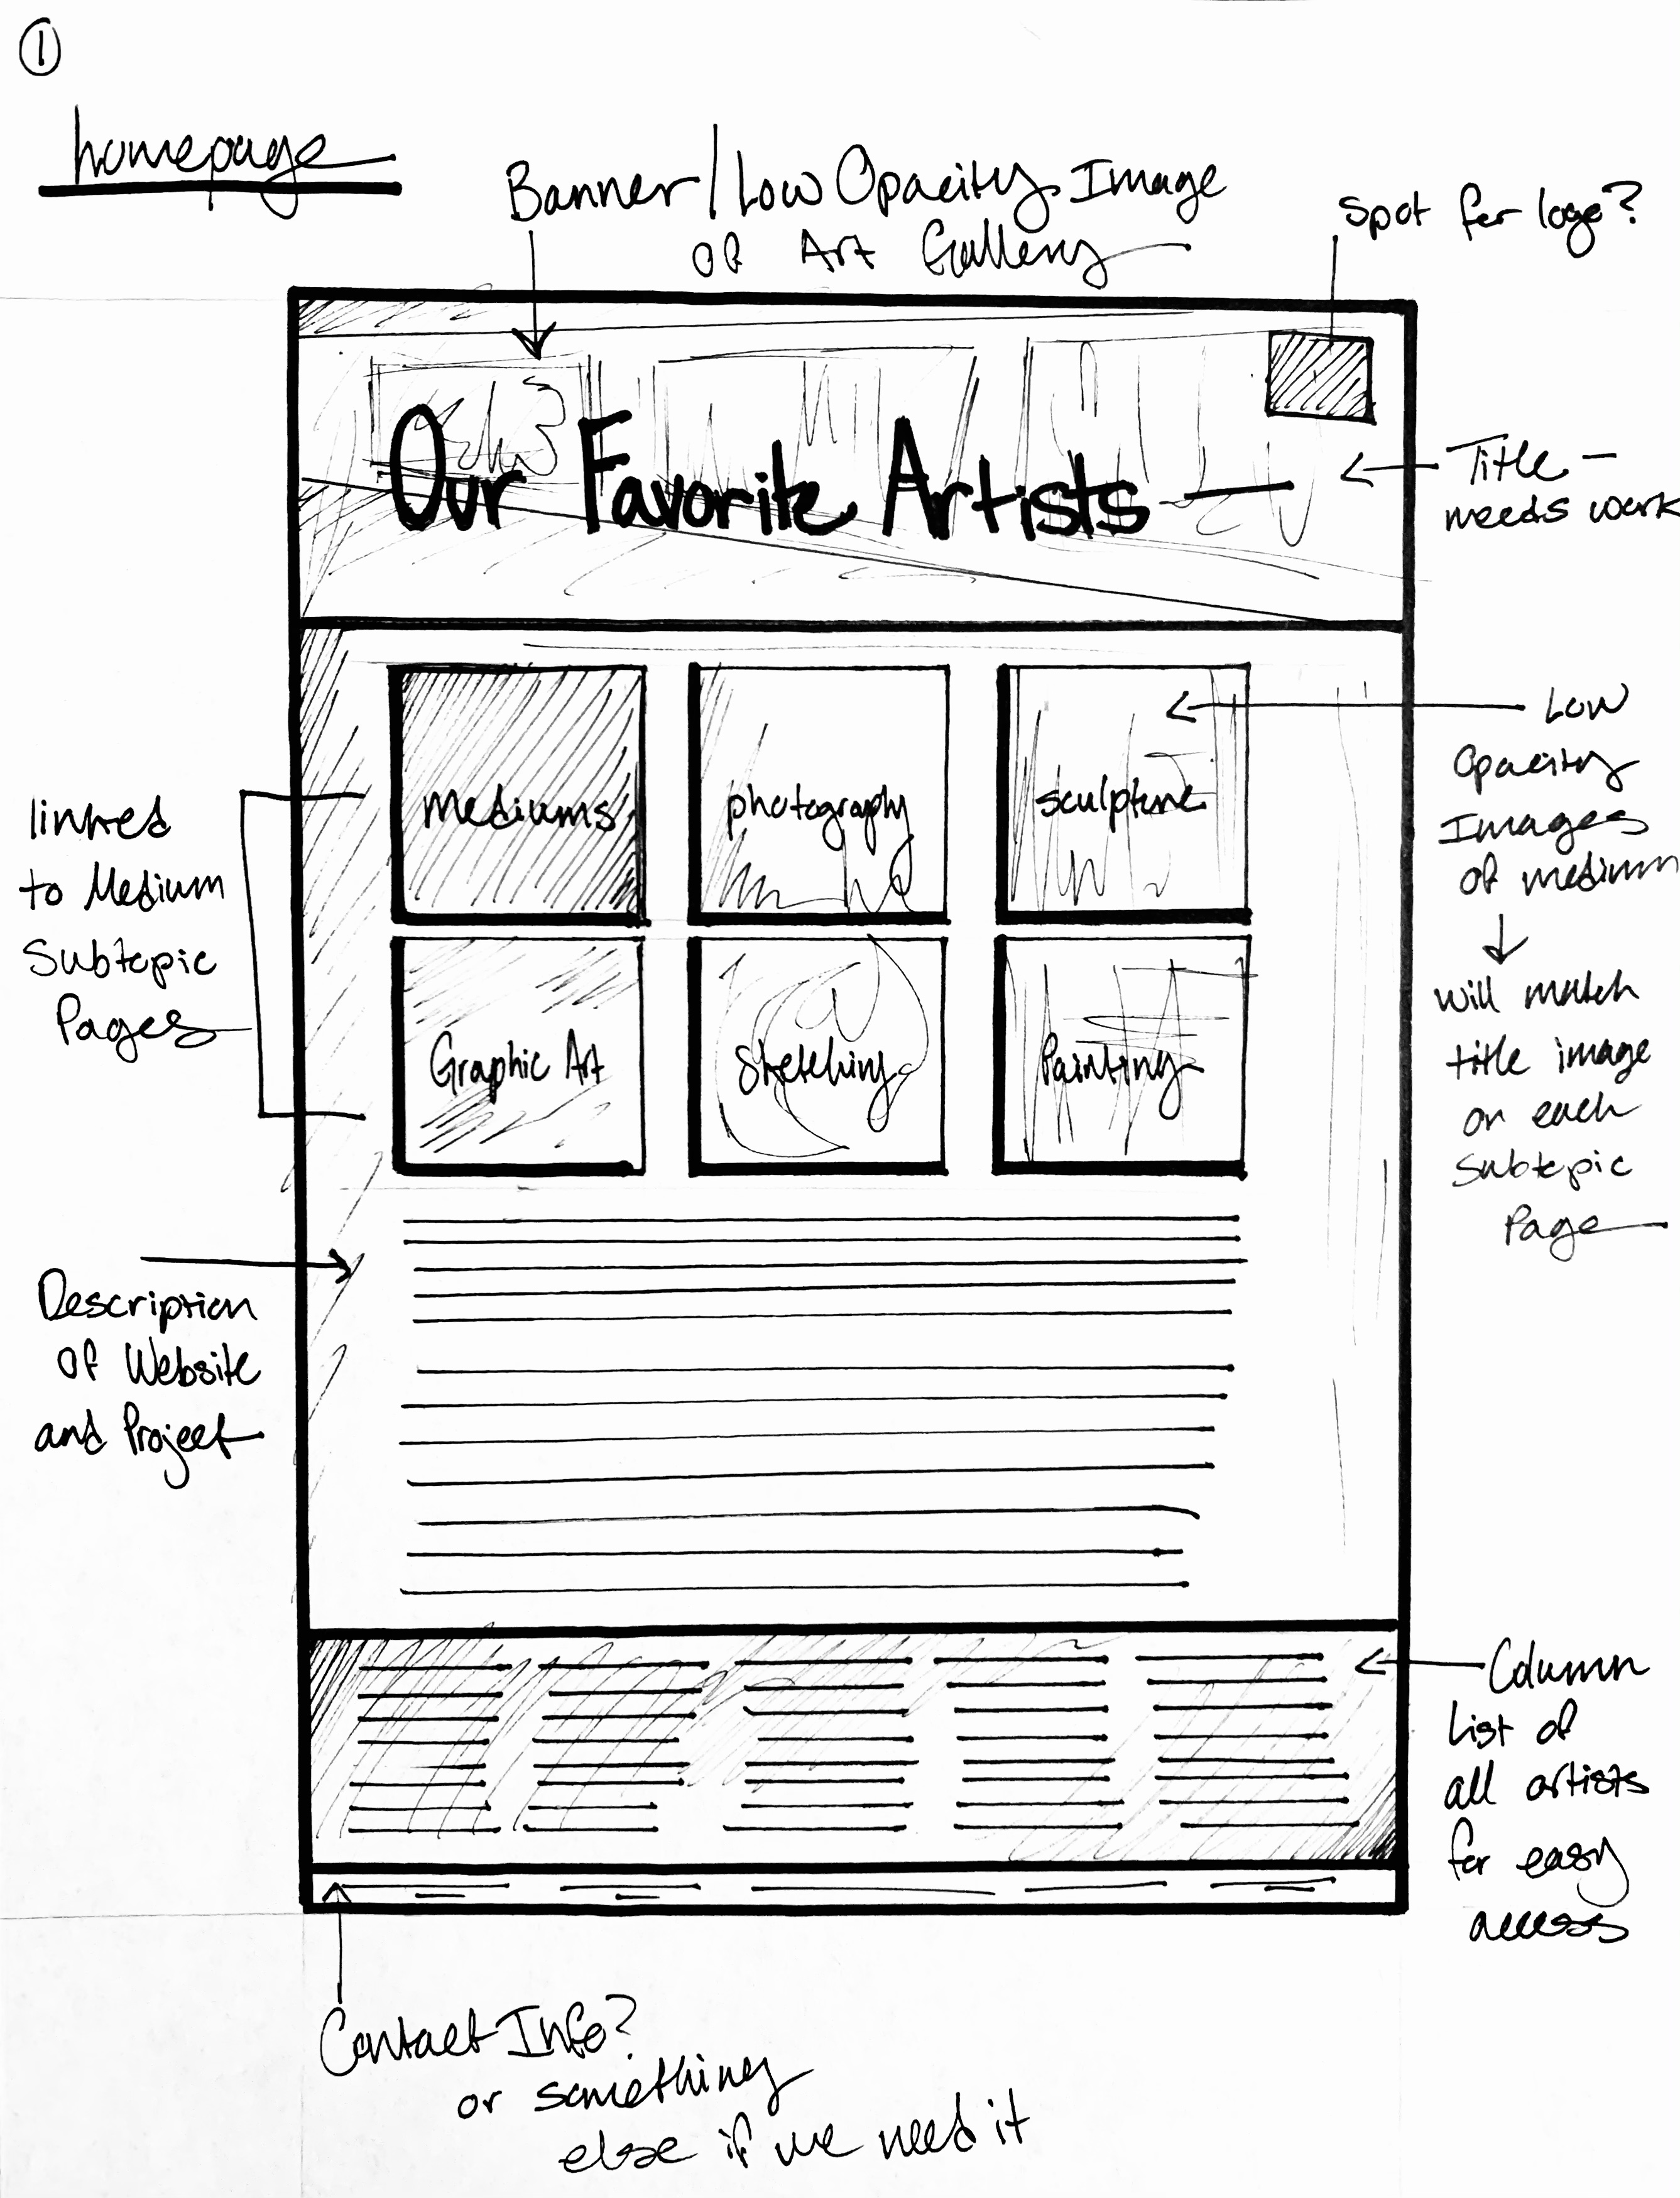 1
homepage
Banner/Low Opacity Image
of Art Gallery
spot for logo?
Our Favorite Artists
Title -
needs work
mediums
photography
sculpture
Graphic Art
Sketching
Painting
linked
to Medium
Subtopic
Pages
Low
Opacity
Images
of medium
will match
title image
on each
Subtopic
Page
Description
of Website
and Project
Column
List of
all artists
for easy
access
Contact Info?
or something
else if we need it